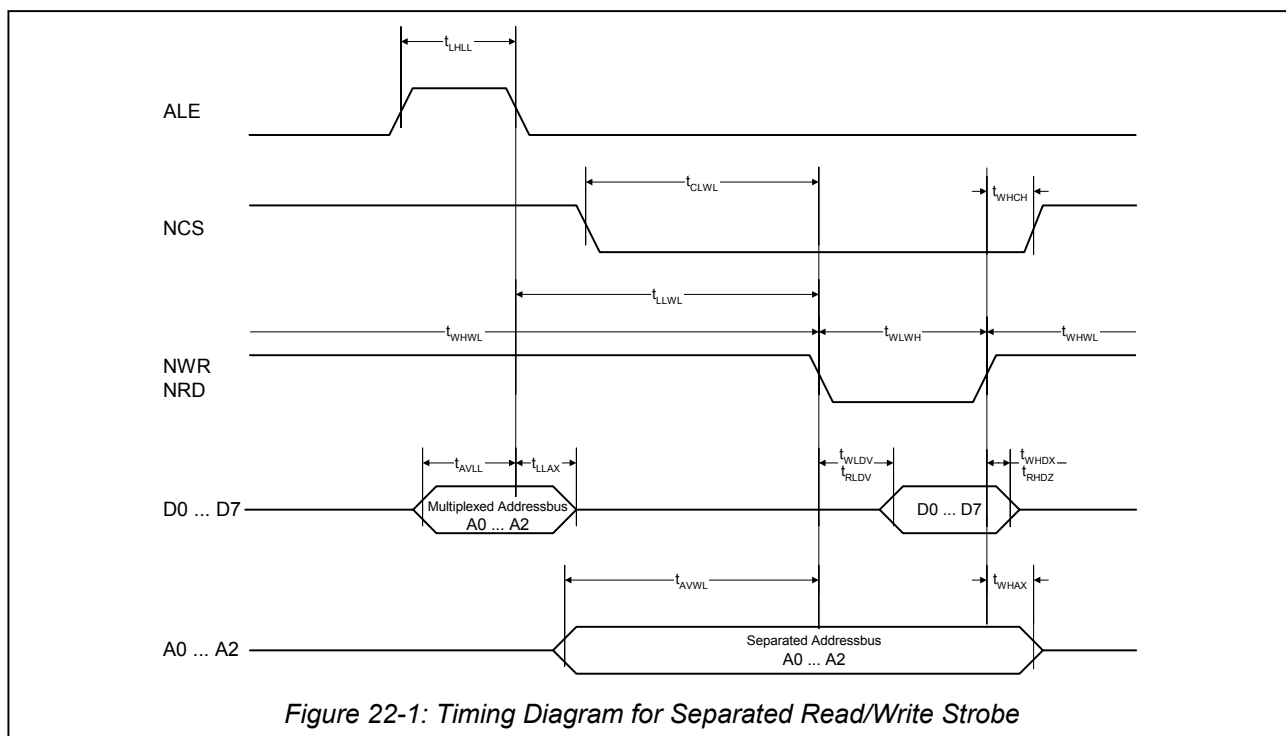 tLHLL
ALE
tCLWL
tWHCH
NCS
tLLWL
tWHWL
tWLWH
tWHWL
NWR
NRD
tAVLL
tLLAX
tWLDV
tRLDV
tWHDX
tRHDZ
D0 ... D7
Multiplexed Addressbus
A0 ... A2
D0 ... D7
tAVWL
tWHAX
A0 ... A2
Separated Addressbus
A0 ... A2
Figure 22-1: Timing Diagram for Separated Read/Write Strobe